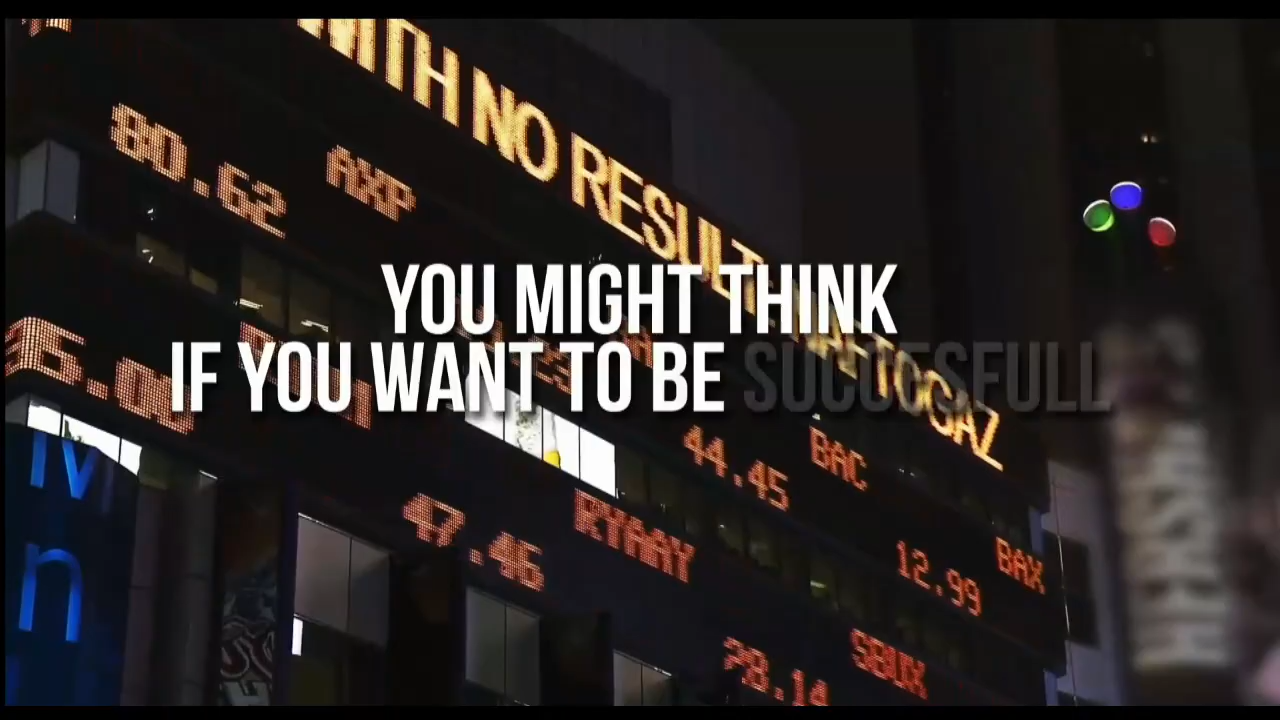 WITH NO RESULT, NAFTOGAZ
80.62 AXP
YOU MIGHT THINK
IF YOU WANT TO BE SUCCESFULL
44.45 BAC
47.46 RYAAY
12.99 BAX
28.14 SBUX
n